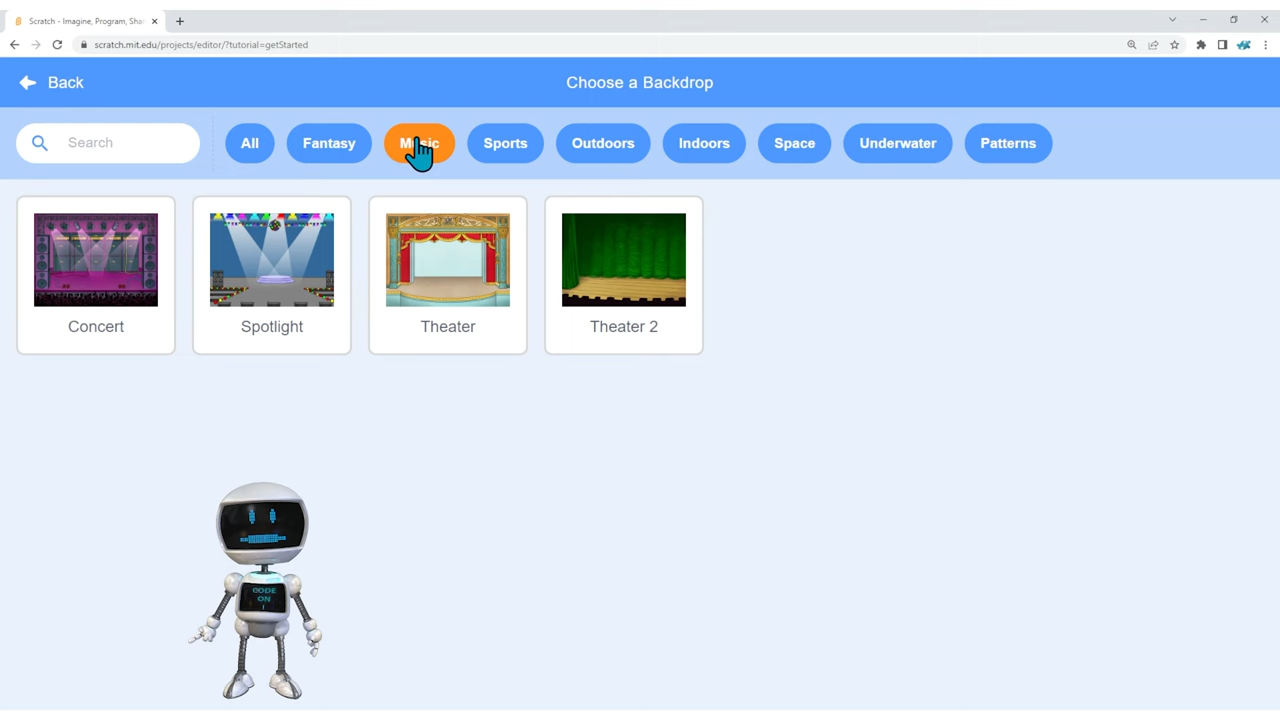 Scratch - Imagine, Program, Sha
scratch.mit.edu/projects/editor/?tutorial=getStarted
Back
Choose a Backdrop
Search
All
Fantasy
Music
Sports
Outdoors
Indoors
Space
Underwater
Patterns
Concert
Spotlight
Theater
Theater 2
CODE
ON
!